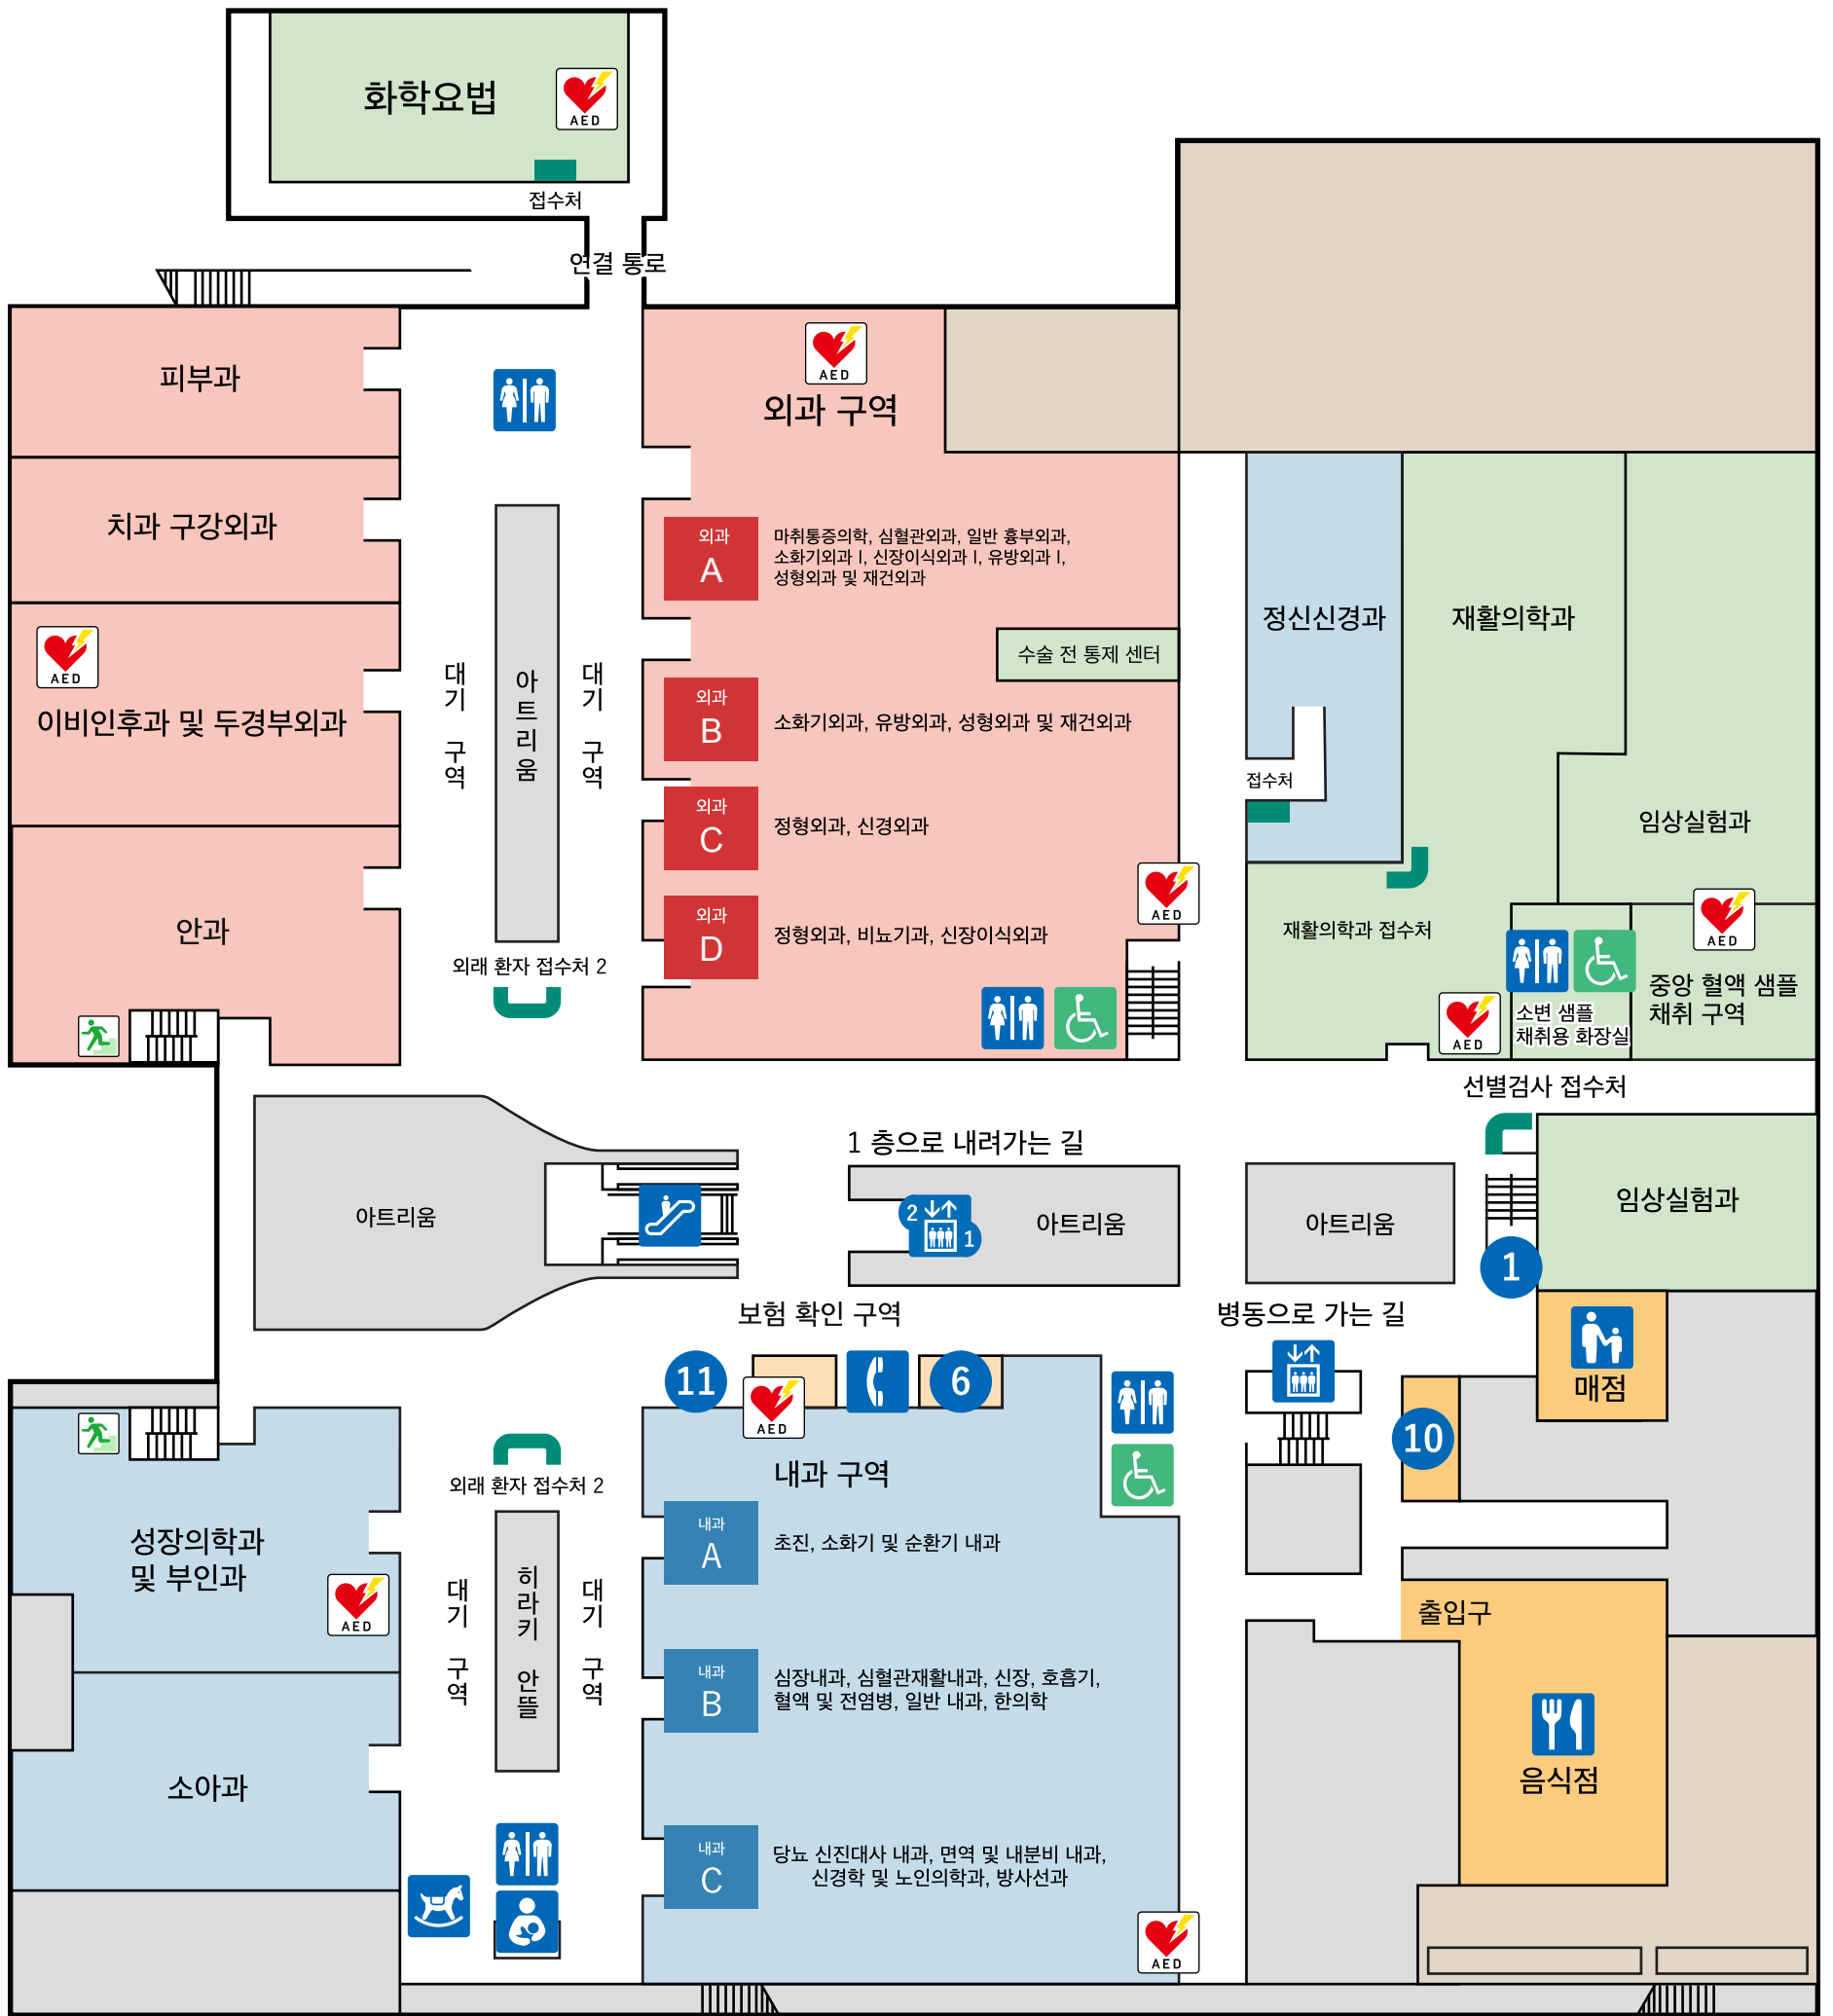 화학요법
AED
접수처
연결 통로
피부과
치과 구강외과
AED
이비인후과 및 두경부외과
안과
대기 구역
아트리움
대기 구역
외래 환자 접수처 2
AED
외과 구역
외과
A
마취통증의학, 심혈관외과, 일반 흉부외과,
소화기외과 I, 신장이식외과 I, 유방외과 I,
성형외과 및 재건외과
수술 전 통제 센터
외과
B
소화기외과, 유방외과, 성형외과 및 재건외과
외과
C
정형외과, 신경외과
AED
외과
D
정형외과, 비뇨기과, 신장이식외과
정신신경과
접수처
재활의학과
재활의학과 접수처
임상실험과
AED
AED
소변 샘플
채취용 화장실
중앙 혈액 샘플
채취 구역
선별검사 접수처
임상실험과
1
매점
아트리움
1 층으로 내려가는 길
2
1
아트리움
아트리움
보험 확인 구역
병동으로 가는 길
11
AED
6
10
내과 구역
내과
A
초진, 소화기 및 순환기 내과
내과
B
심장내과, 심혈관재활내과, 신장, 호흡기,
혈액 및 전염병, 일반 내과, 한의학
내과
C
당뇨 신진대사 내과, 면역 및 내분비 내과,
신경학 및 노인의학과, 방사선과
AED
외래 환자 접수처 2
대기 구역
히라키 안뜰
대기 구역
성장의학과
및 부인과
AED
소아과
출입구
음식점